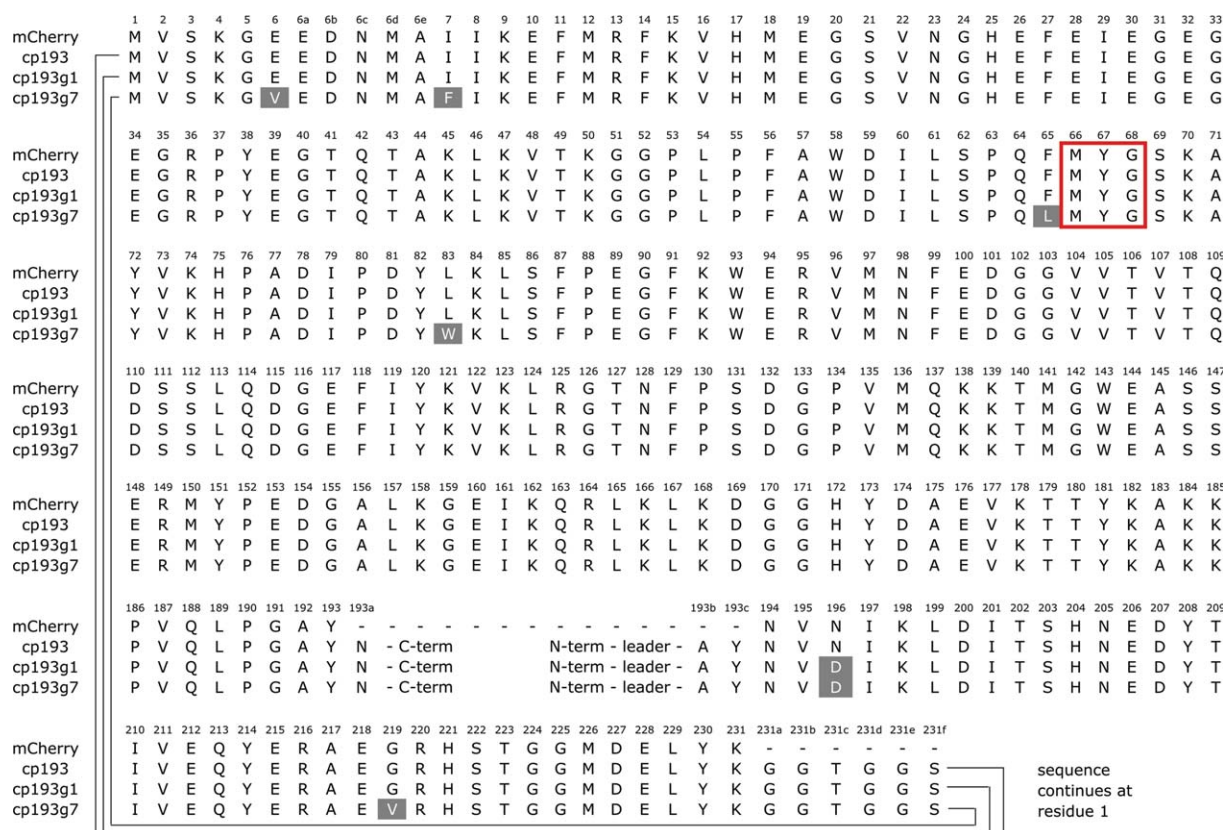 1 2 3 4 5 6 6a 6b 6c 6d 6e 7 8 9 10 11 12 13 14 15 16 17 18 19 20 21 22 23 24 25 26 27 28 29 30 31 32 33
mCherry M V S K G E E D N M A I I K E F M R F K V H M E G S V N G H E F E I E G E G
cp193 M V S K G E E D N M A I I K E F M R F K V H M E G S V N G H E F E I E G E G
cp193g1 M V S K G E E D N M A I I K E F M R F K V H M E G S V N G H E F E I E G E G
cp193g7 M V S K G V E D N M A F I K E F M R F K V H M E G S V N G H E F E I E G E G
34 35 36 37 38 39 40 41 42 43 44 45 46 47 48 49 50 51 52 53 54 55 56 57 58 59 60 61 62 63 64 65 66 67 68 69 70 71
mCherry E G R P Y E G T Q T A K L K V T K G G P L P F A W D I L S P Q F M Y G S K A
cp193 E G R P Y E G T Q T A K L K V T K G G P L P F A W D I L S P Q F M Y G S K A
cp193g1 E G R P Y E G T Q T A K L K V T K G G P L P F A W D I L S P Q F M Y G S K A
cp193g7 E G R P Y E G T Q T A K L K V T K G G P L P F A W D I L S P Q L M Y G S K A
72 73 74 75 76 77 78 79 80 81 82 83 84 85 86 87 88 89 90 91 92 93 94 95 96 97 98 99 100 101 102 103 104 105 106 107 108 109
mCherry Y V K H P A D I P D Y L K L S F P E G F K W E R V M N F E D G G V V T V T Q
cp193 Y V K H P A D I P D Y L K L S F P E G F K W E R V M N F E D G G V V T V T Q
cp193g1 Y V K H P A D I P D Y L K L S F P E G F K W E R V M N F E D G G V V T V T Q
cp193g7 Y V K H P A D I P D Y W K L S F P E G F K W E R V M N F E D G G V V T V T Q
110 111 112 113 114 115 116 117 118 119 120 121 122 123 124 125 126 127 128 129 130 131 132 133 134 135 136 137 138 139 140 141 142 143 144 145 146 147
mCherry D S S L Q D G E F I Y K V K L R G T N F P S D G P V M Q K K T M G W E A S S
cp193 D S S L Q D G E F I Y K V K L R G T N F P S D G P V M Q K K T M G W E A S S
cp193g1 D S S L Q D G E F I Y K V K L R G T N F P S D G P V M Q K K T M G W E A S S
cp193g7 D S S L Q D G E F I Y K V K L R G T N F P S D G P V M Q K K T M G W E A S S
148 149 150 151 152 153 154 155 156 157 158 159 160 161 162 163 164 165 166 167 168 169 170 171 172 173 174 175 176 177 178 179 180 181 182 183 184 185
mCherry E R M Y P E D G A L K G E I K Q R L K L K D G G H Y D A E V K T T Y K A K K
cp193 E R M Y P E D G A L K G E I K Q R L K L K D G G H Y D A E V K T T Y K A K K
cp193g1 E R M Y P E D G A L K G E I K Q R L K L K D G G H Y D A E V K T T Y K A K K
cp193g7 E R M Y P E D G A L K G E I K Q R L K L K D G G H Y D A E V K T T Y K A K K
186 187 188 189 190 191 192 193 193a 193b 193c 194 195 196 197 198 199 200 201 202 203 204 205 206 207 208 209
mCherry P V Q L P G A Y - - - - - - - - - - - - - - N V N I K L D I T S H N E D Y T
cp193 P V Q L P G A Y N - C-term N-term - leader - A Y N V N I K L D I T S H N E D Y T
cp193g1 P V Q L P G A Y N - C-term N-term - leader - A Y N V D I K L D I T S H N E D Y T
cp193g7 P V Q L P G A Y N - C-term N-term - leader - A Y N V D I K L D I T S H N E D Y T
210 211 212 213 214 215 216 217 218 219 220 221 222 223 224 225 226 227 228 229 230 231 231a 231b 231c 231d 231e 231f
mCherry I V E Q Y E R A E G R H S T G G M D E L Y K - - - - - -
cp193 I V E Q Y E R A E G R H S T G G M D E L Y K G G T G G S
cp193g1 I V E Q Y E R A E G R H S T G G M D E L Y K G G T G G S
cp193g7 I V E Q Y E R A E V R H S T G G M D E L Y K G G T G G S
sequence
continues at
residue 1